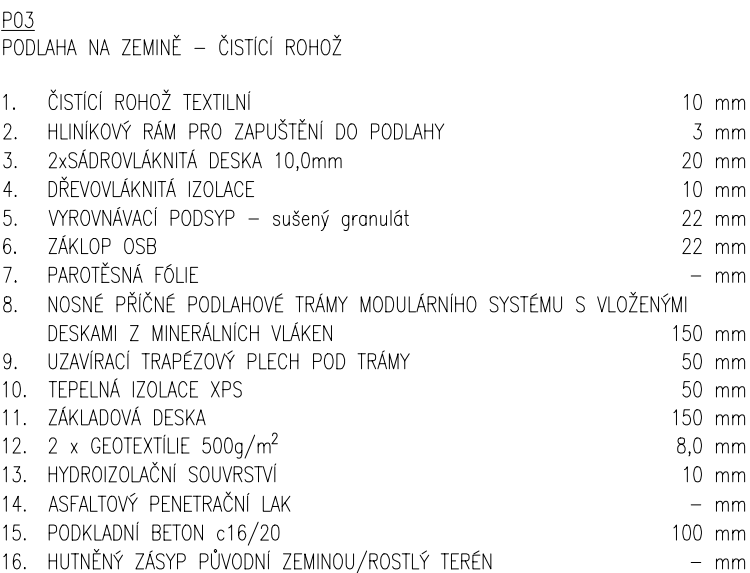 P03
PODLAHA NA ZEMINĚ – ČISTÍCÍ ROHOŽ
1. ČISTÍCÍ ROHOŽ TEXTILNÍ 10 mm
2. HLINÍKOVÝ RÁM PRO ZAPUŠTĚNÍ DO PODLAHY 3 mm
3. 2xSÁDROVLÁKNITÁ DESKA 10,0mm 20 mm
4. DŘEVOVLÁKNITÁ IZOLACE 10 mm
5. VYROVNÁVACÍ PODSYP – sušený granulát 22 mm
6. ZÁKLOP OSB 22 mm
7. PAROTĚSNÁ FÓLIE – mm
8. NOSNÉ PŘÍČNÉ PODLAHOVÉ TRÁMY MODULÁRNÍHO SYSTÉMU S VLOŽENÝMI
DESKAMI Z MINERÁLNÍCH VLÁKEN 150 mm
9. UZAVÍRACÍ TRAPÉZOVÝ PLECH POD TRÁMY 50 mm
10. TEPELNÁ IZOLACE XPS 50 mm
11. ZÁKLADOVÁ DESKA 150 mm
12. 2 x GEOTEXTÍLIE 500g/m² 8,0 mm
13. HYDROIZOLAČNÍ SOUVRSTVÍ 10 mm
14. ASFALTOVÝ PENETRAČNÍ LAK – mm
15. PODKLADNÍ BETON c16/20 100 mm
16. HUTNĚNÝ ZÁSYP PŮVODNÍ ZEMINOU/ROSTLÝ TERÉN – mm